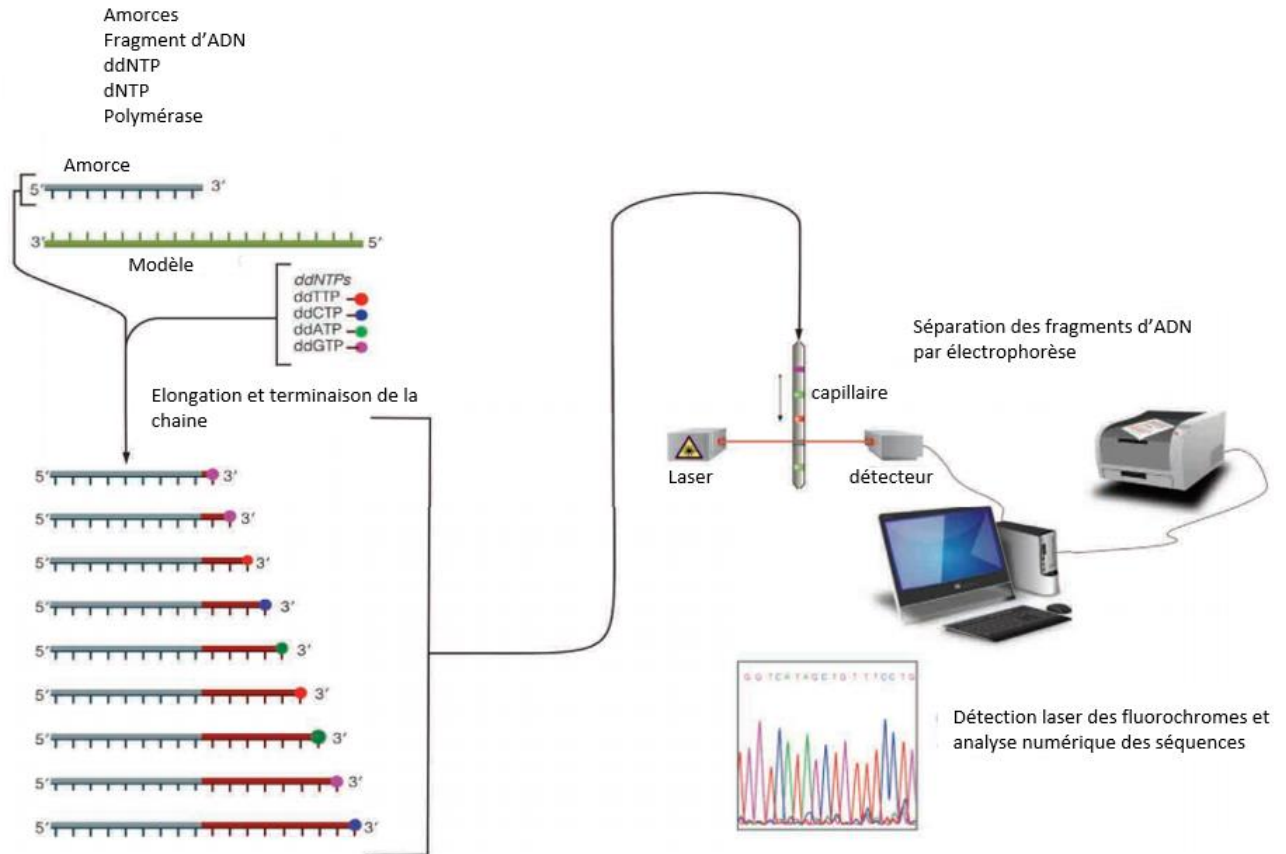 Amorces
Fragment d’ADN
ddNTP
dNTP
Polymérase
Amorce
5′ 3′
3′ 5′
Modèle
ddNTPs
ddTTP
ddCTP
ddATP
ddGTP
Elongation et terminaison de la
chaine
5′ 3′
5′ 3′
5′ 3′
5′ 3′
5′ 3′
5′ 3′
5′ 3′
5′ 3′
5′ 3′
Séparation des fragments d’ADN
par électrophorèse
capillaire
Laser
détecteur
G G T C A T A G C T G T T T C C T G
Détection laser des fluorochromes et
analyse numérique des séquences